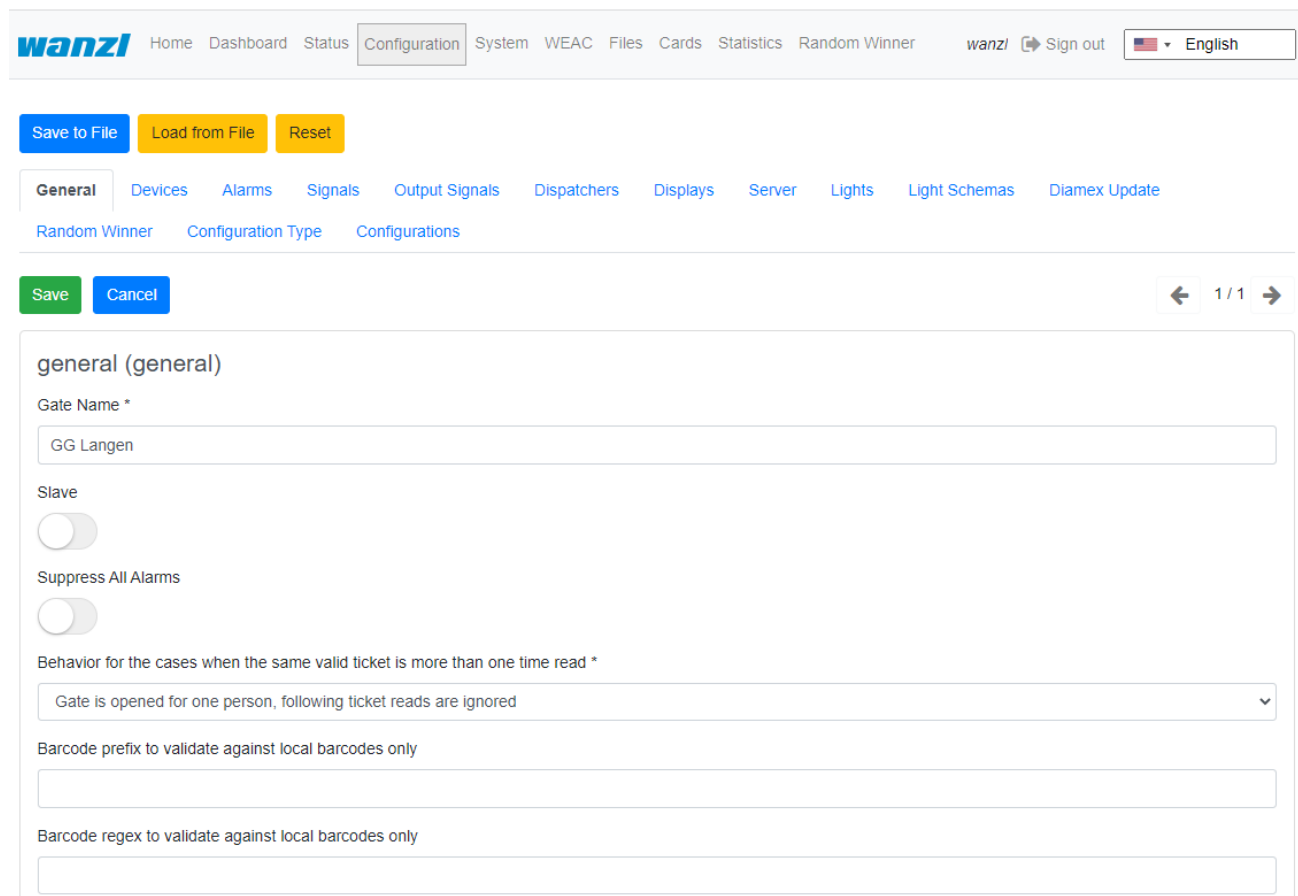 wanzl Home Dashboard Status Configuration System WEAC Files Cards Statistics Random Winner wanzl Sign out English
Save to File Load from File Reset
General Devices Alarms Signals Output Signals Dispatchers Displays Server Lights Light Schemas Diamex Update
Random Winner Configuration Type Configurations
Save Cancel 1 / 1
general (general)
Gate Name *
GG Langen
Slave
Suppress All Alarms
Behavior for the cases when the same valid ticket is more than one time read *
Gate is opened for one person, following ticket reads are ignored
Barcode prefix to validate against local barcodes only
Barcode regex to validate against local barcodes only